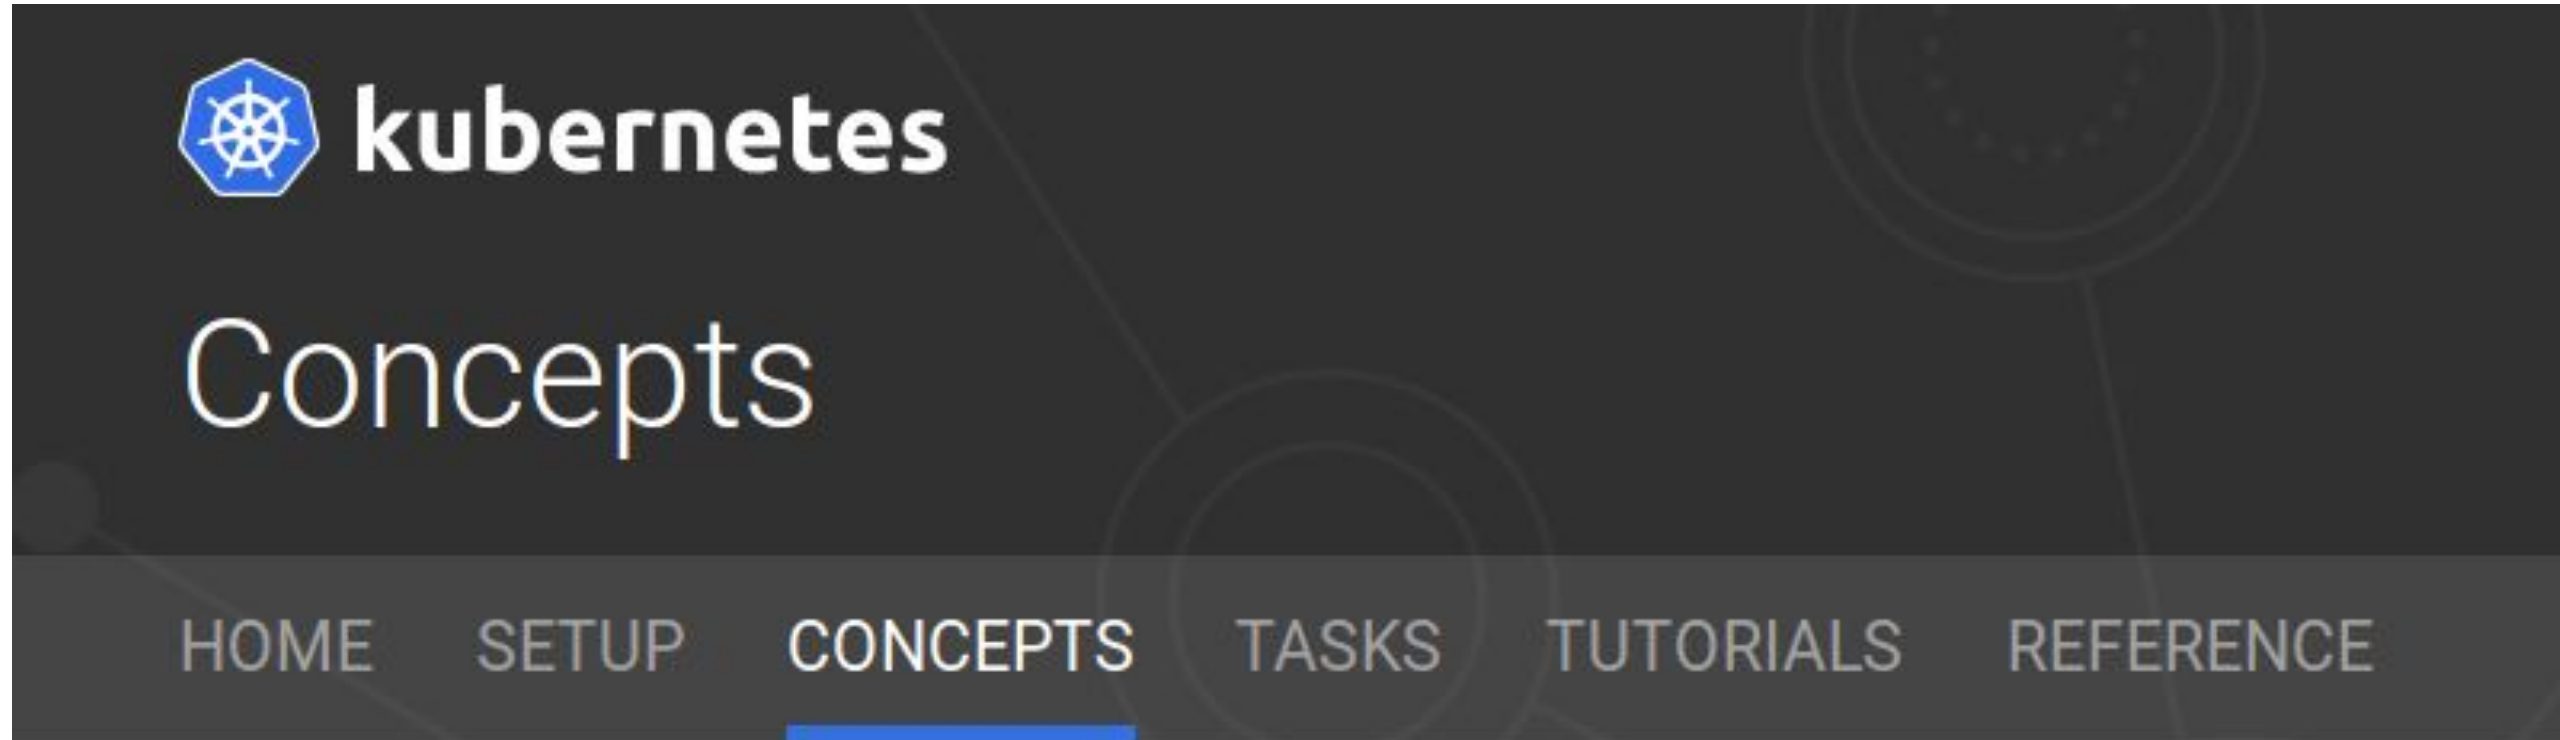 kubernetes
Concepts
HOME SETUP CONCEPTS TASKS TUTORIALS REFERENCE